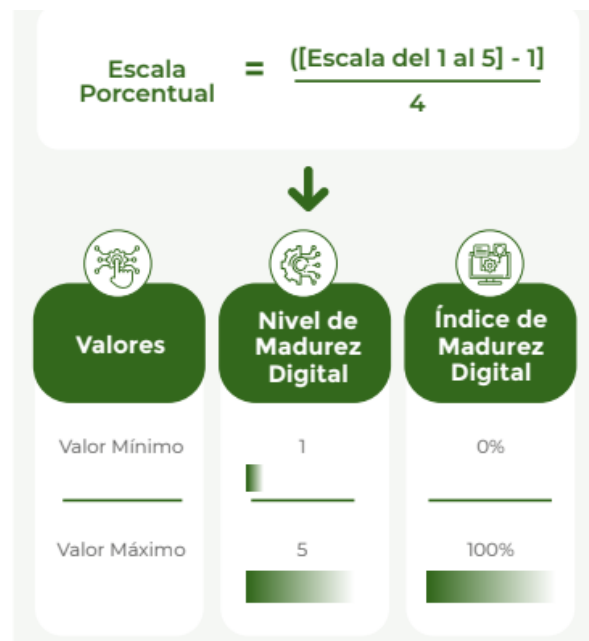 Escala
Porcentual
=
([Escala del 1 al 5] - 1]
4
Valores
Nivel de
Madurez
Digital
Índice de
Madurez
Digital
Valor Mínimo
1
0%
Valor Máximo
5
100%